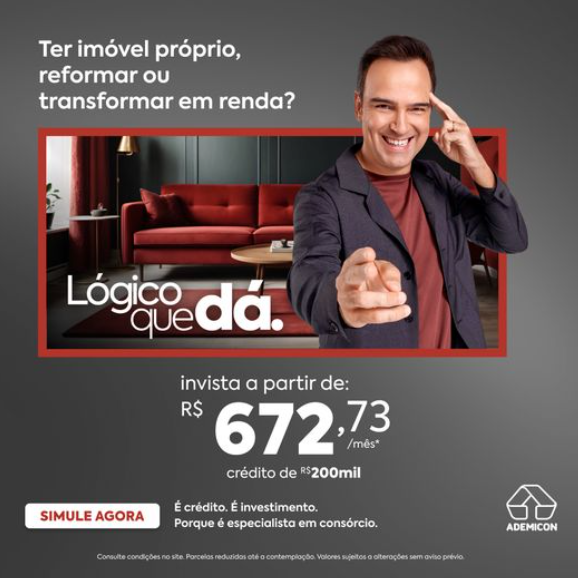 Ter imóvel próprio,
reformar ou
transformar em renda?
Lógico
que dá.
invista a partir de:
R$ 672,73
/mês*
crédito de R$200mil
SIMULE AGORA
É crédito. É investimento.
Porque é especialista em consórcio.
ADEMICON
Consulte condições no site. Parcelas reduzidas até a contemplação. Valores sujeitos a alterações sem aviso prévio.